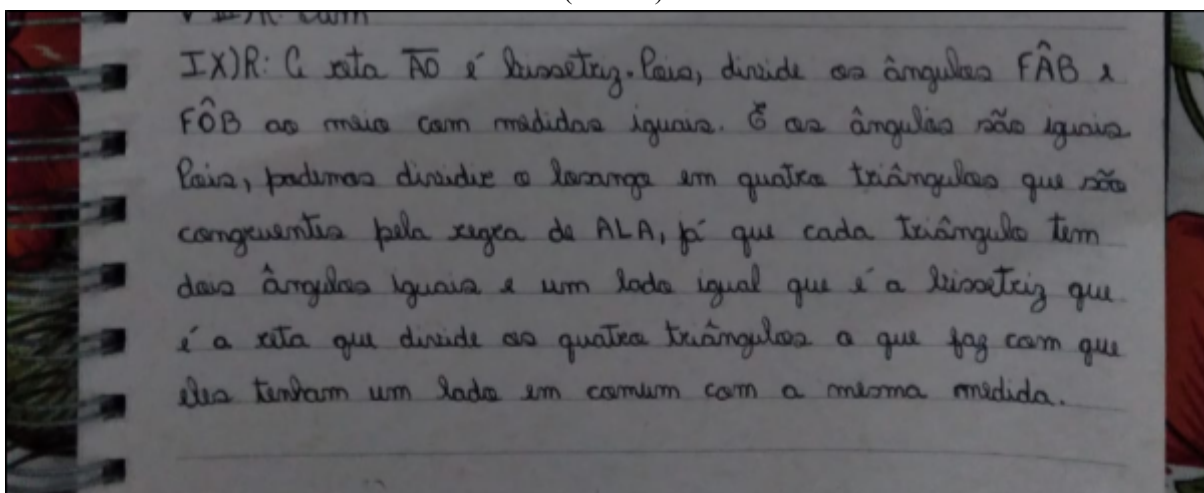 IX)R: A reta AO é bissetriz. Pois, divide os ângulos FÂB e
FÔB ao meio com medidas iguais. E os ângulos são iguais.
Pois, podemos dividir o losango em quatro triângulos que são
congruentes pela regra de ALA, já que cada triângulo tem
dois ângulos iguais e um lado igual que é a bissetriz que
é a reta que divide os quatro triângulos o que faz com que
eles tenham um lado em comum com a mesma medida.